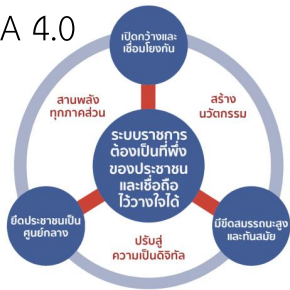 A 4.0
เปิดกว้างและ
เชื่อมโยงกัน
สานพลัง
ทุกภาคส่วน
สร้าง
นวัตกรรม
ระบบราชการ
ต้องเป็นที่พึ่ง
ของประชาชน
และเชื่อถือ
ไว้วางใจได้
ยึดประชาชนเป็น
ศูนย์กลาง
มีขีดสมรรถนะสูง
และทันสมัย
ปรับสู่
ความเป็นดิจิทัล